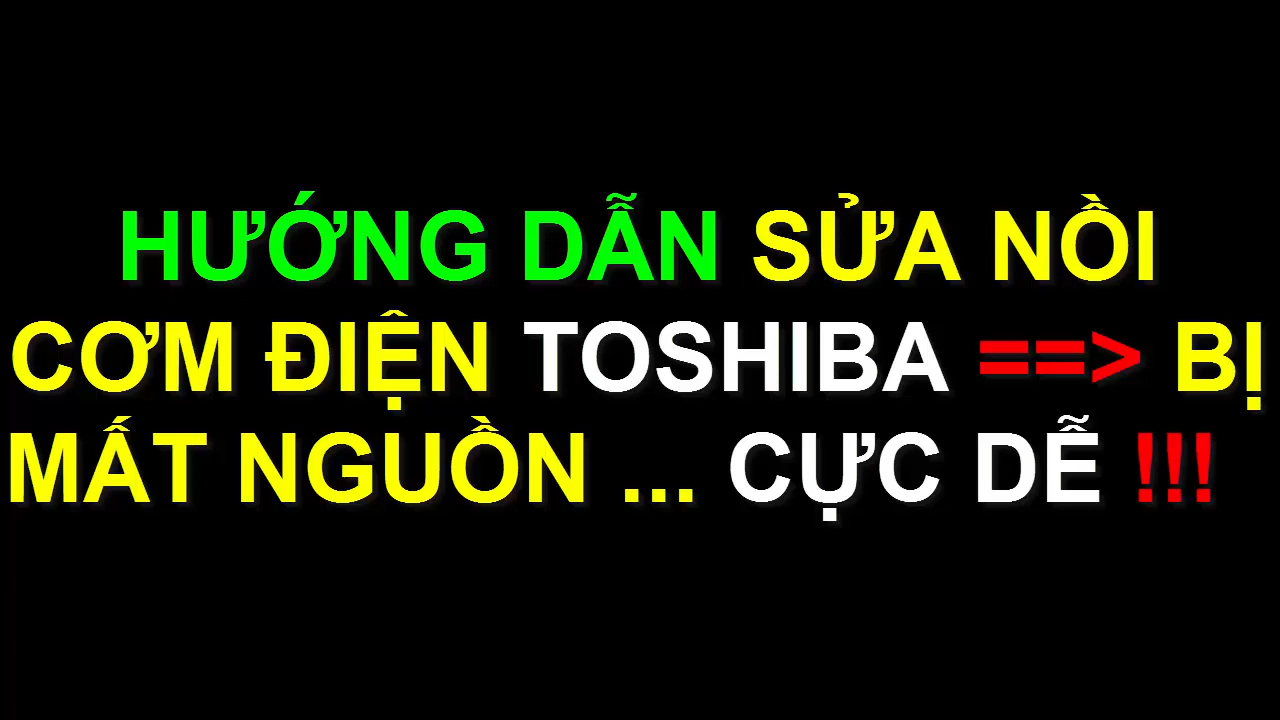 HƯỚNG DẪN SỬA NỒI
CƠM ĐIỆN TOSHIBA ==> BỊ
MẤT NGUỒN ... CỰC DỄ !!!